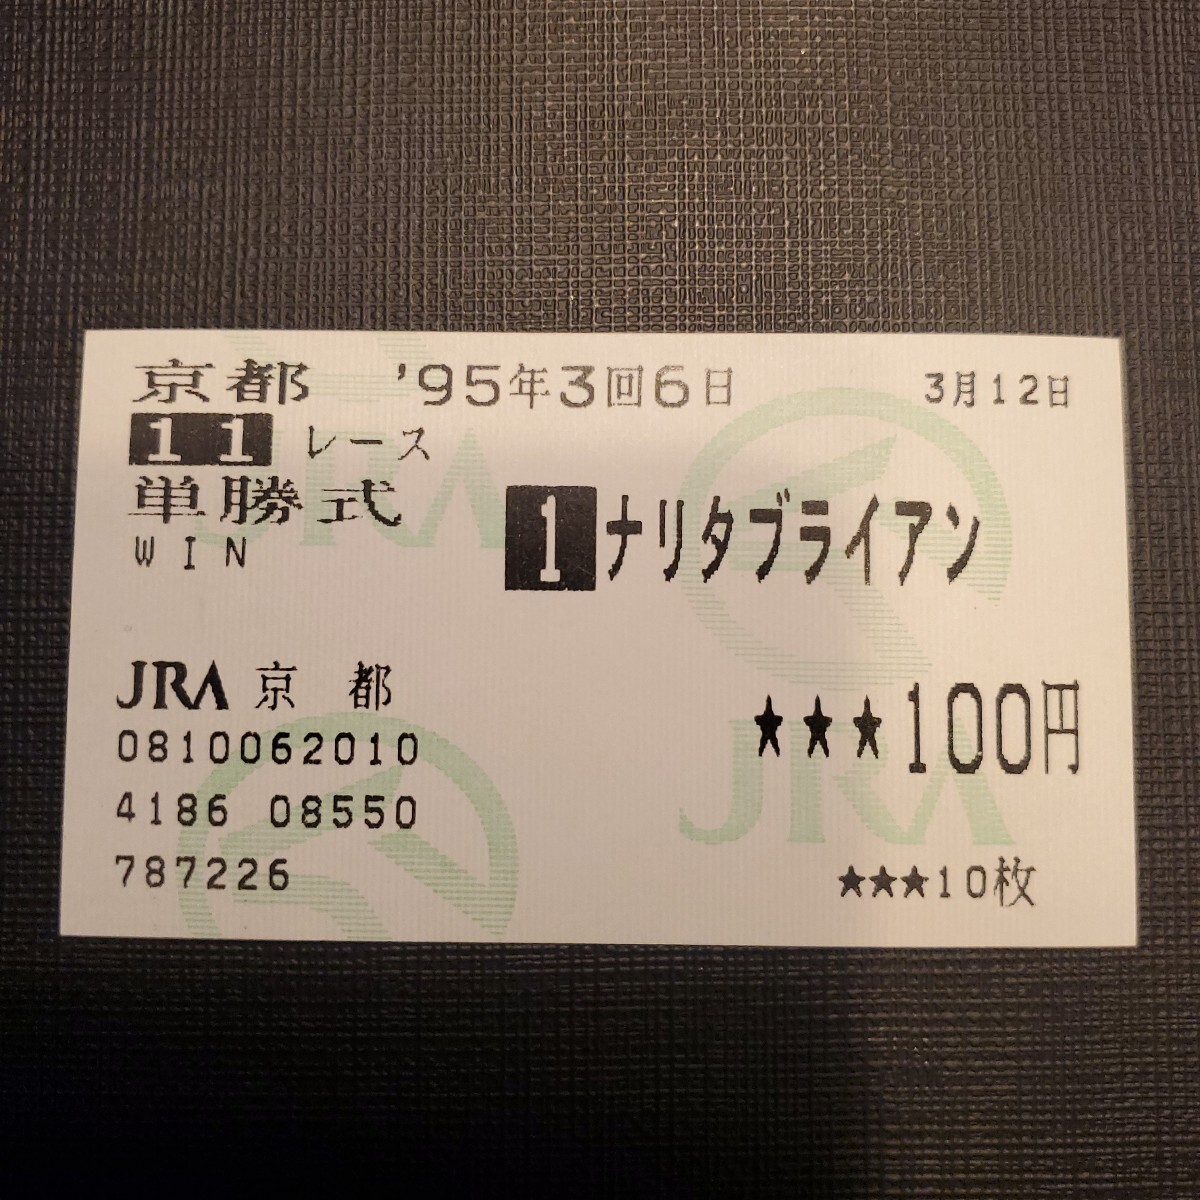 京都 '95年3回6日 3月12日
11 レース
単勝式
WIN
1 ナリタブライアン
JRA 京都
0810062010
4186 08550
787226
★★★100円
★★★10枚
JRA
JRA